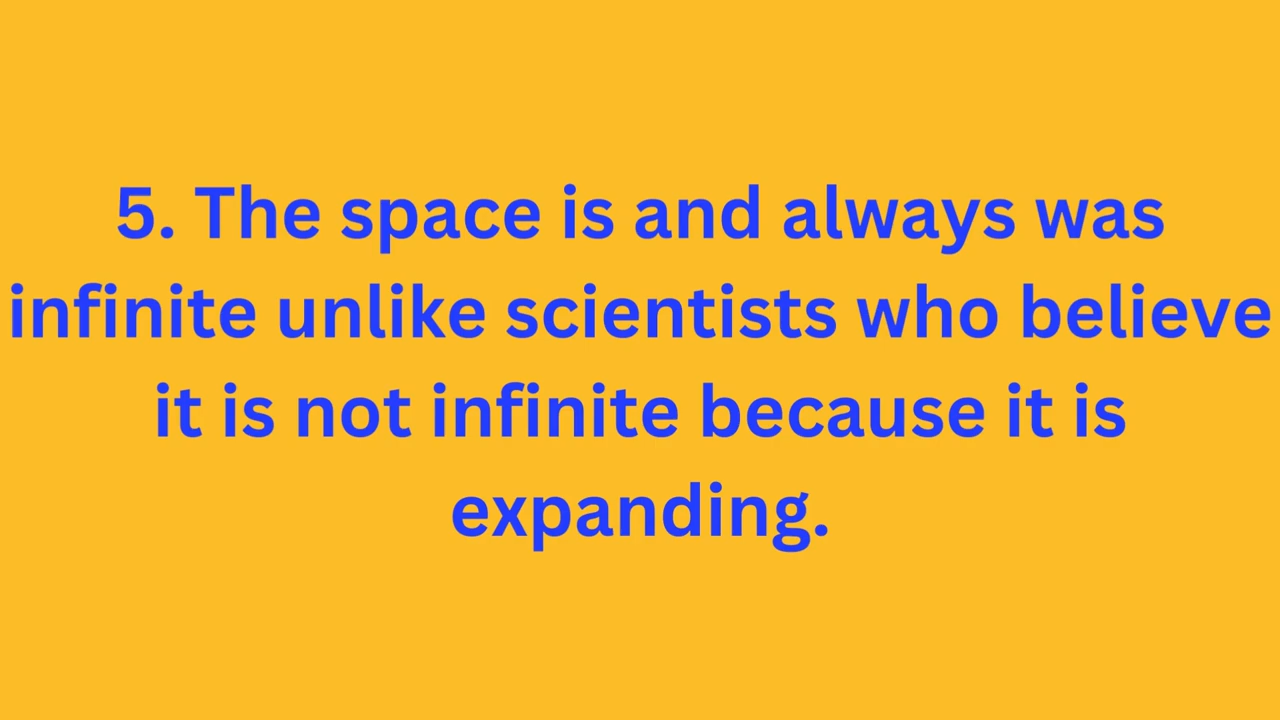 5. The space is and always was
infinite unlike scientists who believe
it is not infinite because it is
expanding.